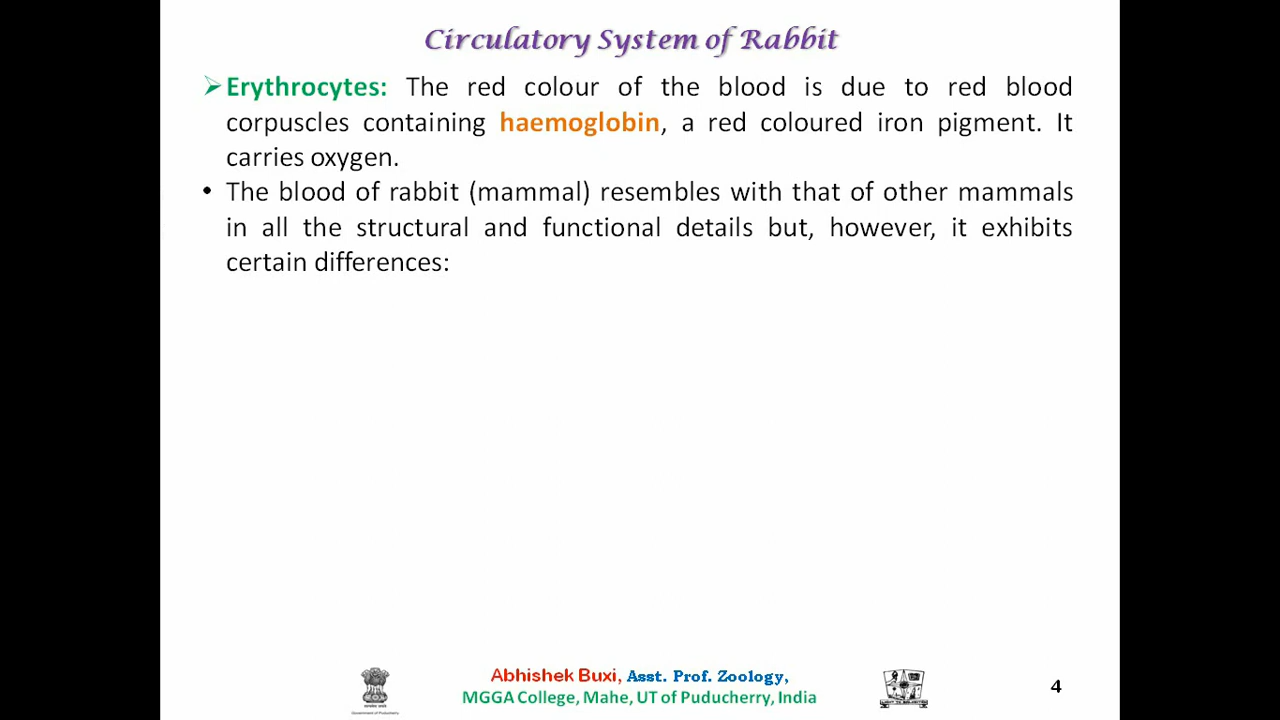 Circulatory System of Rabbit
➢Erythrocytes: The red colour of the blood is due to red blood
corpuscles containing haemoglobin, a red coloured iron pigment. It
carries oxygen.
• The blood of rabbit (mammal) resembles with that of other mammals
in all the structural and functional details but, however, it exhibits
certain differences:
Abhishek Buxi, Asst. Prof. Zoology,
MGGA College, Mahe, UT of Puducherry, India
4